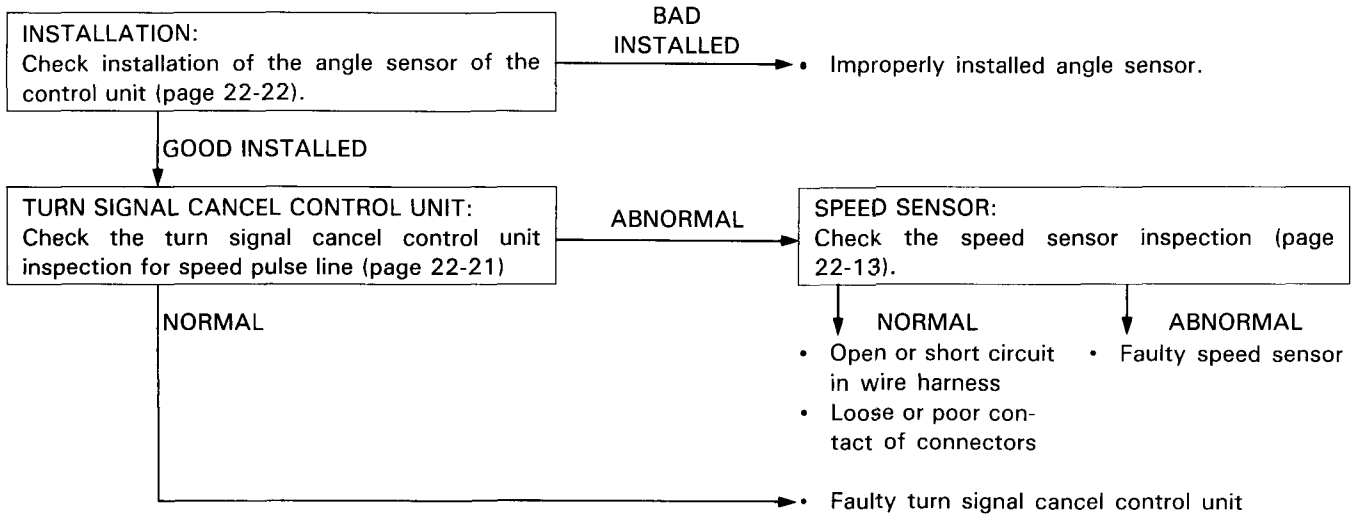 INSTALLATION:
Check installation of the angle sensor of the
control unit (page 22-22).
BAD
INSTALLED
• Improperly installed angle sensor.
GOOD INSTALLED
TURN SIGNAL CANCEL CONTROL UNIT:
Check the turn signal cancel control unit
inspection for speed pulse line (page 22-21)
ABNORMAL
SPEED SENSOR:
Check the speed sensor inspection (page
22-13).
NORMAL
NORMAL
• Open or short circuit
in wire harness
• Loose or poor con-
tact of connectors
ABNORMAL
• Faulty speed sensor
• Faulty turn signal cancel control unit